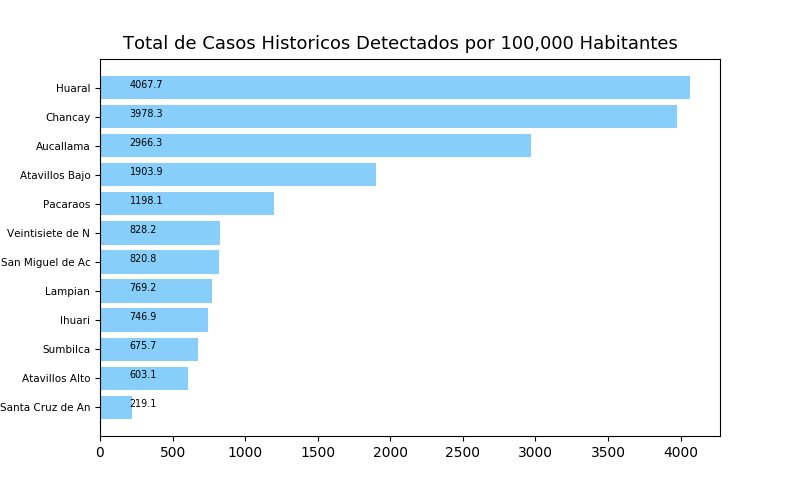 Total de Casos Historicos Detectados por 100,000 Habitantes
Huaral 4067.7
Chancay 3978.3
Aucallama 2966.3
Atavillos Bajo 1903.9
Pacaraos 1198.1
Veintisiete de N 828.2
San Miguel de Ac 820.8
Lampian 769.2
Ihuari 746.9
Sumbilca 675.7
Atavillos Alto 603.1
Santa Cruz de An 219.1
0 500 1000 1500 2000 2500 3000 3500 4000